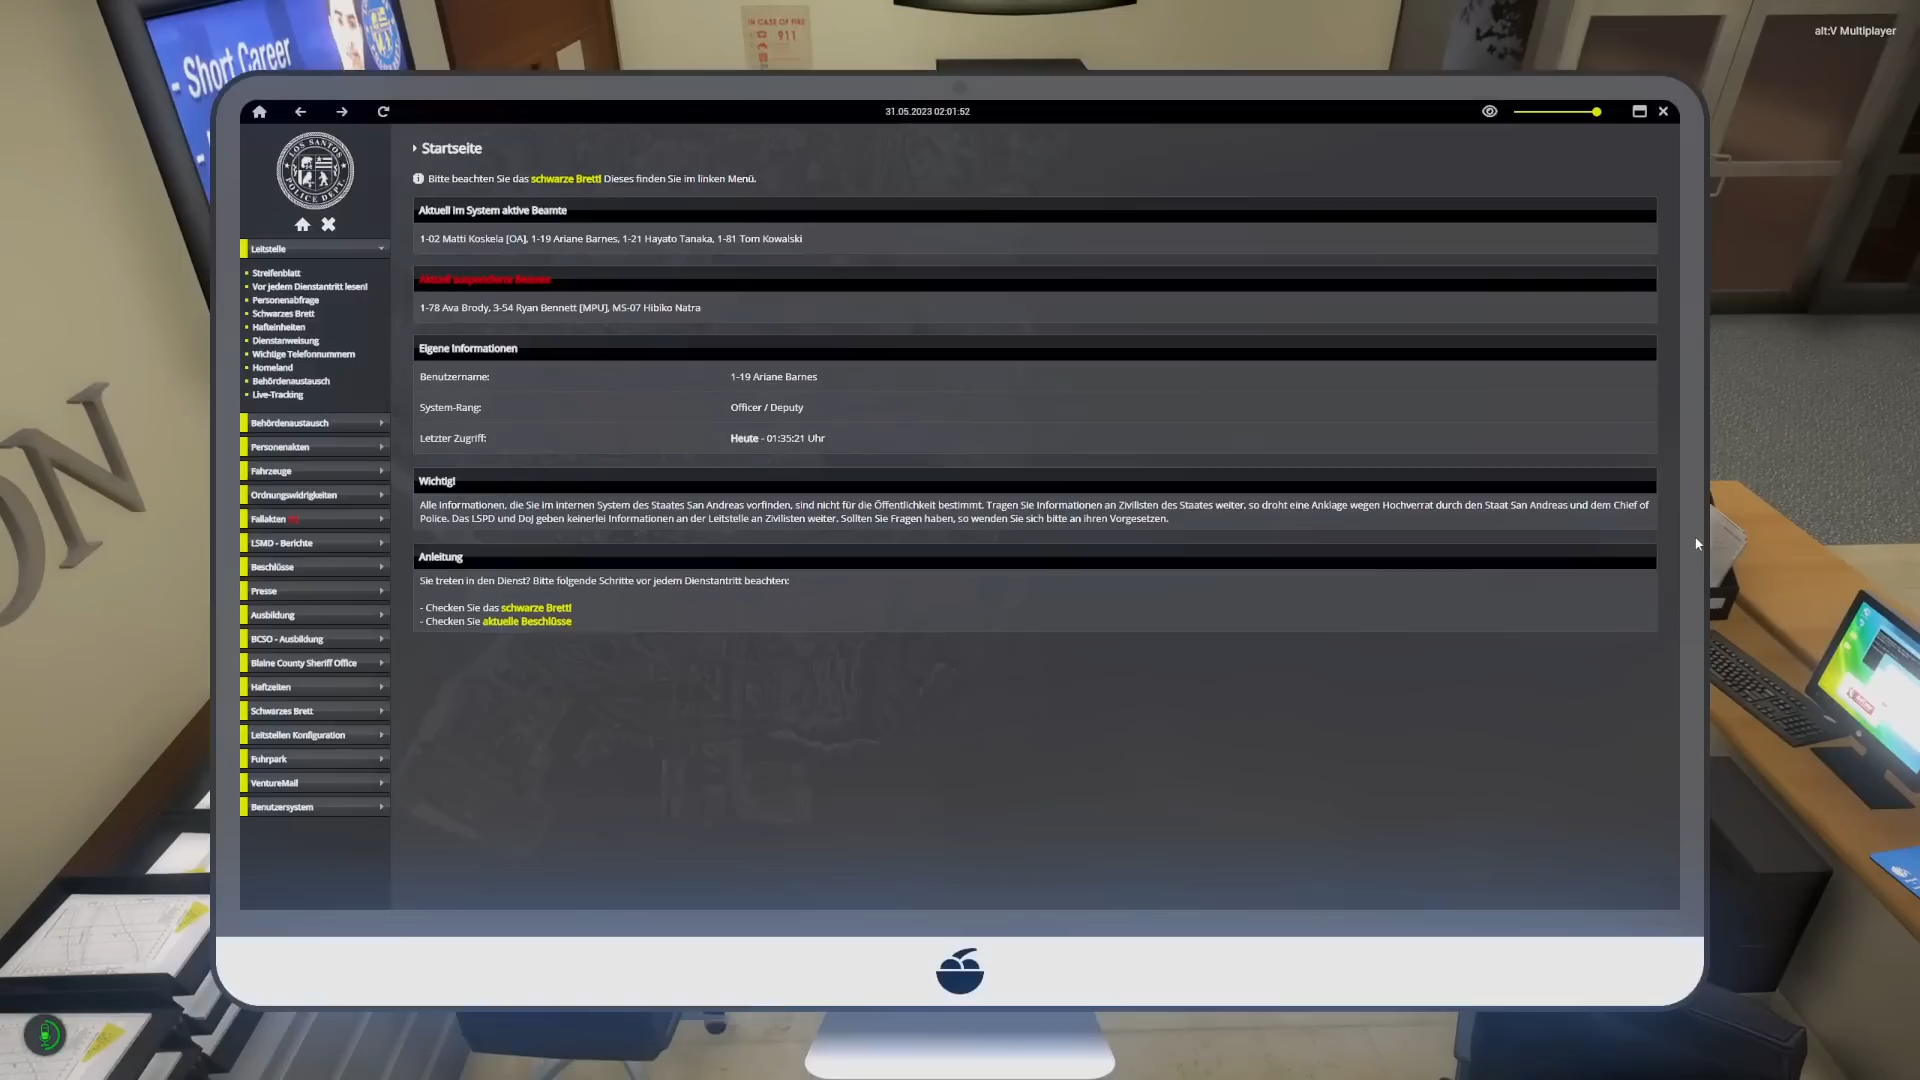 - Short Career
IN CASE OF FIRE
911
alt:V Multiplayer
31.05.2023 02:01:52
LOS SANTOS
POLICE DEPT.
Leitstelle
Streifenblatt
Vor jedem Dienstantritt lesen!
Personenabfrage
Schwarzes Brett
Hafteinheiten
Dienstanweisung
Wichtige Telefonnummern
Homeland
Behördenaustausch
Live-Tracking
Behördenaustausch
Personenakten
Fahrzeuge
Ordnungswidrigkeiten
Fallakten
LSMD - Berichte
Beschlüsse
Presse
Ausbildung
BCSO - Ausbildung
Blaine County Sheriff Office
Haftzeiten
Schwarzes Brett
Leitstellen Konfiguration
Fuhrpark
VentureMail
Benutzersystem
Startseite
Bitte beachten Sie das schwarze Brett! Dieses finden Sie im linken Menü.
Aktuell im System aktive Beamte
1-02 Matti Koskela [OA], 1-19 Ariane Barnes, 1-21 Hayato Tanaka, 1-81 Tom Kowalski
Aktuell suspendierte Beamte
1-78 Ava Brody, 3-54 Ryan Bennett [MPU], MS-07 Hibiko Natra
Eigene Informationen
Benutzername: 1-19 Ariane Barnes
System-Rang: Officer / Deputy
Letzter Zugriff: Heute - 01:35:21 Uhr
Wichtig!
Alle Informationen, die Sie im internen System des Staates San Andreas vorfinden, sind nicht für die Öffentlichkeit bestimmt. Tragen Sie Informationen an Zivilisten des Staates weiter, so droht eine Anklage wegen Hochverrat durch den Staat San Andreas und dem Chief of
Police. Das LSPD und DoJ geben keinerlei Informationen an der Leitstelle an Zivilisten weiter. Sollten Sie Fragen haben, so wenden Sie sich bitte an ihren Vorgesetzten.
Anleitung
Sie treten in den Dienst? Bitte folgende Schritte vor jedem Dienstantritt beachten:
- Checken Sie das schwarze Brett!
- Checken Sie aktuelle Beschlüsse